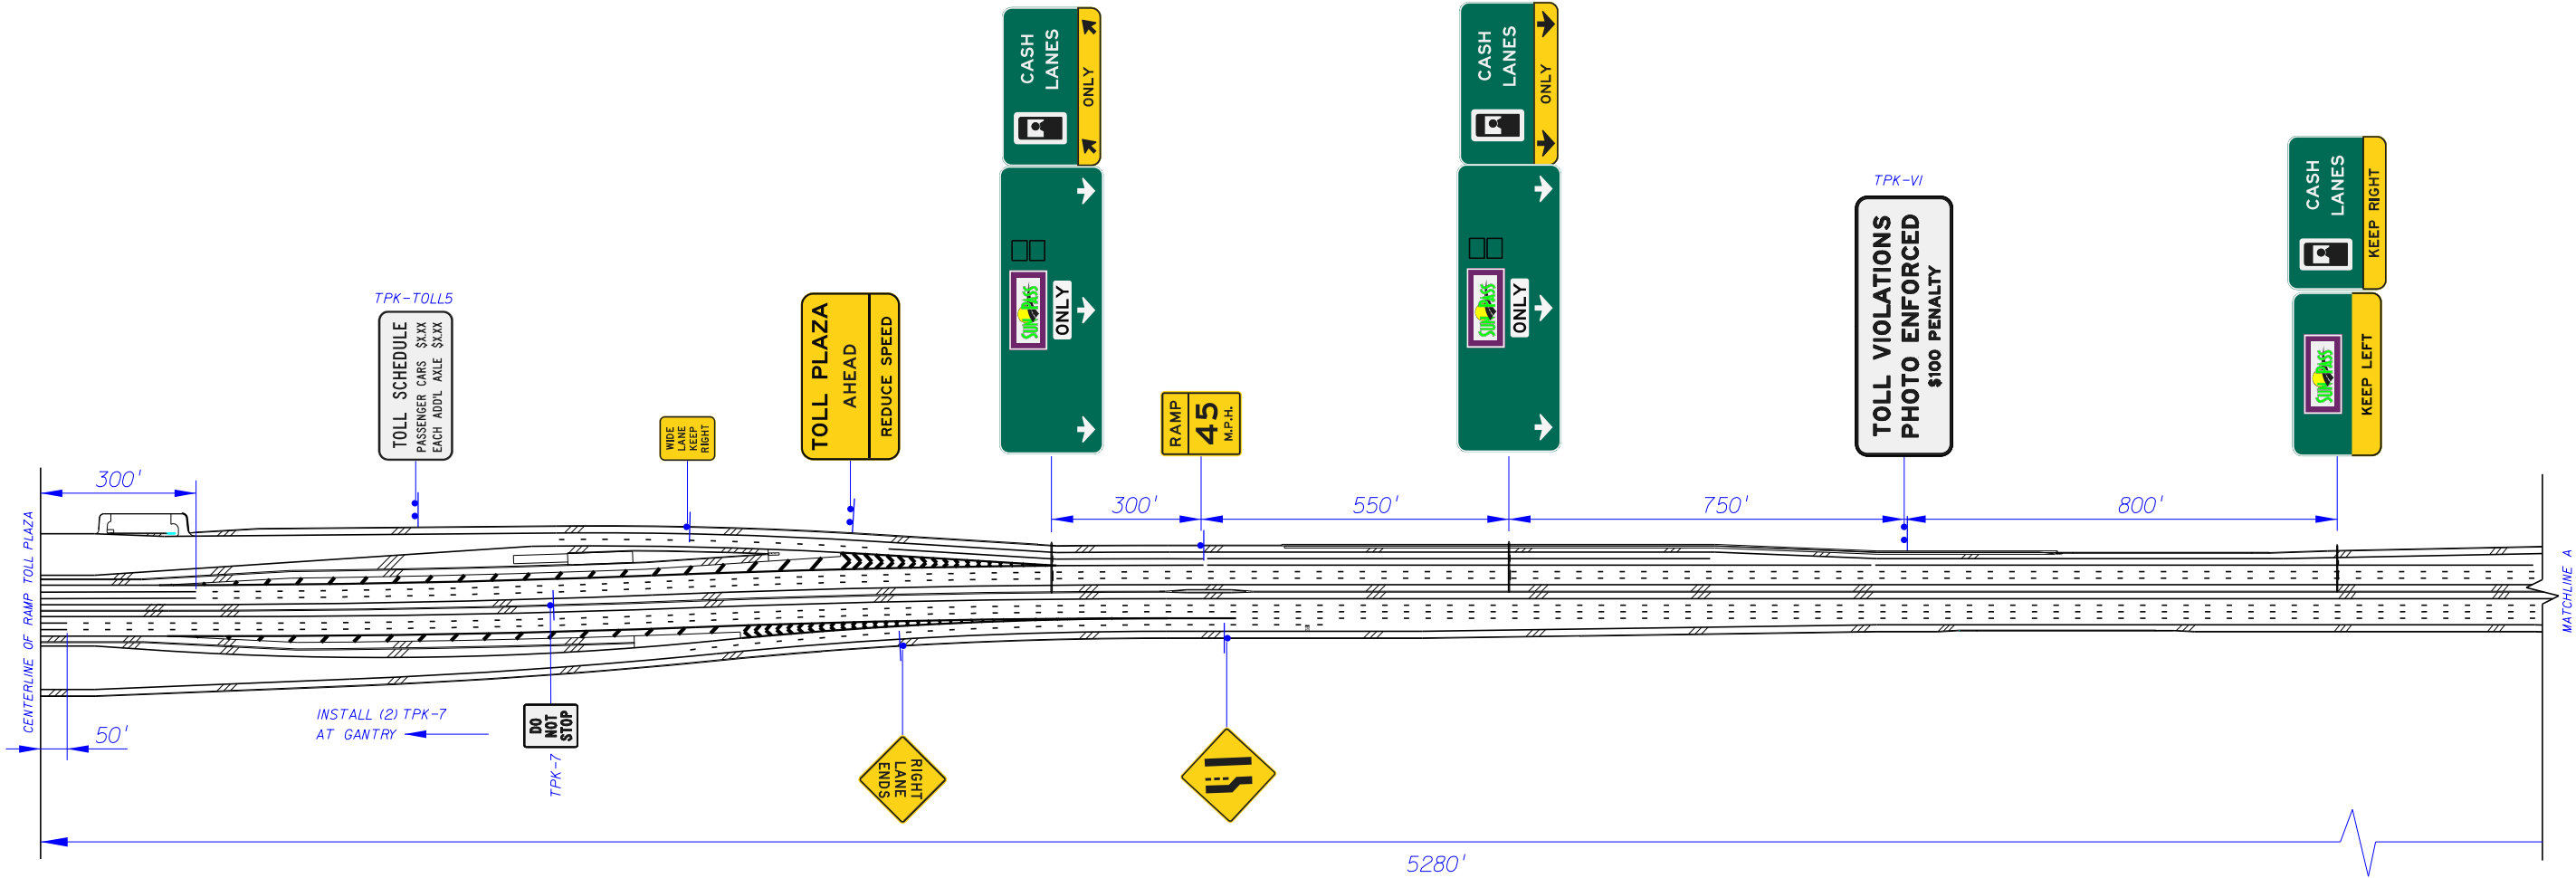 CASH
LANES
ONLY
SUNPASS
ONLY
CASH
LANES
ONLY
SUNPASS
ONLY
TPK-VI
TOLL VIOLATIONS
PHOTO ENFORCED
$100 PENALTY
CASH
LANES
KEEP RIGHT
SUNPASS
KEEP LEFT
TPK-TOLL5
TOLL SCHEDULE
PASSENGER CARS $X.XX
EACH ADD'L AXLE $X.XX
WIDE
LANE
KEEP
RIGHT
TOLL PLAZA
AHEAD
REDUCE SPEED
RAMP
45
M.P.H.
300'
300'
550'
750'
800'
CENTERLINE OF RAMP TOLL PLAZA
MATCHLINE A
50'
INSTALL (2) TPK-7
AT GANTRY
DO
NOT
STOP
TPK-7
RIGHT
LANE
ENDS
5280'